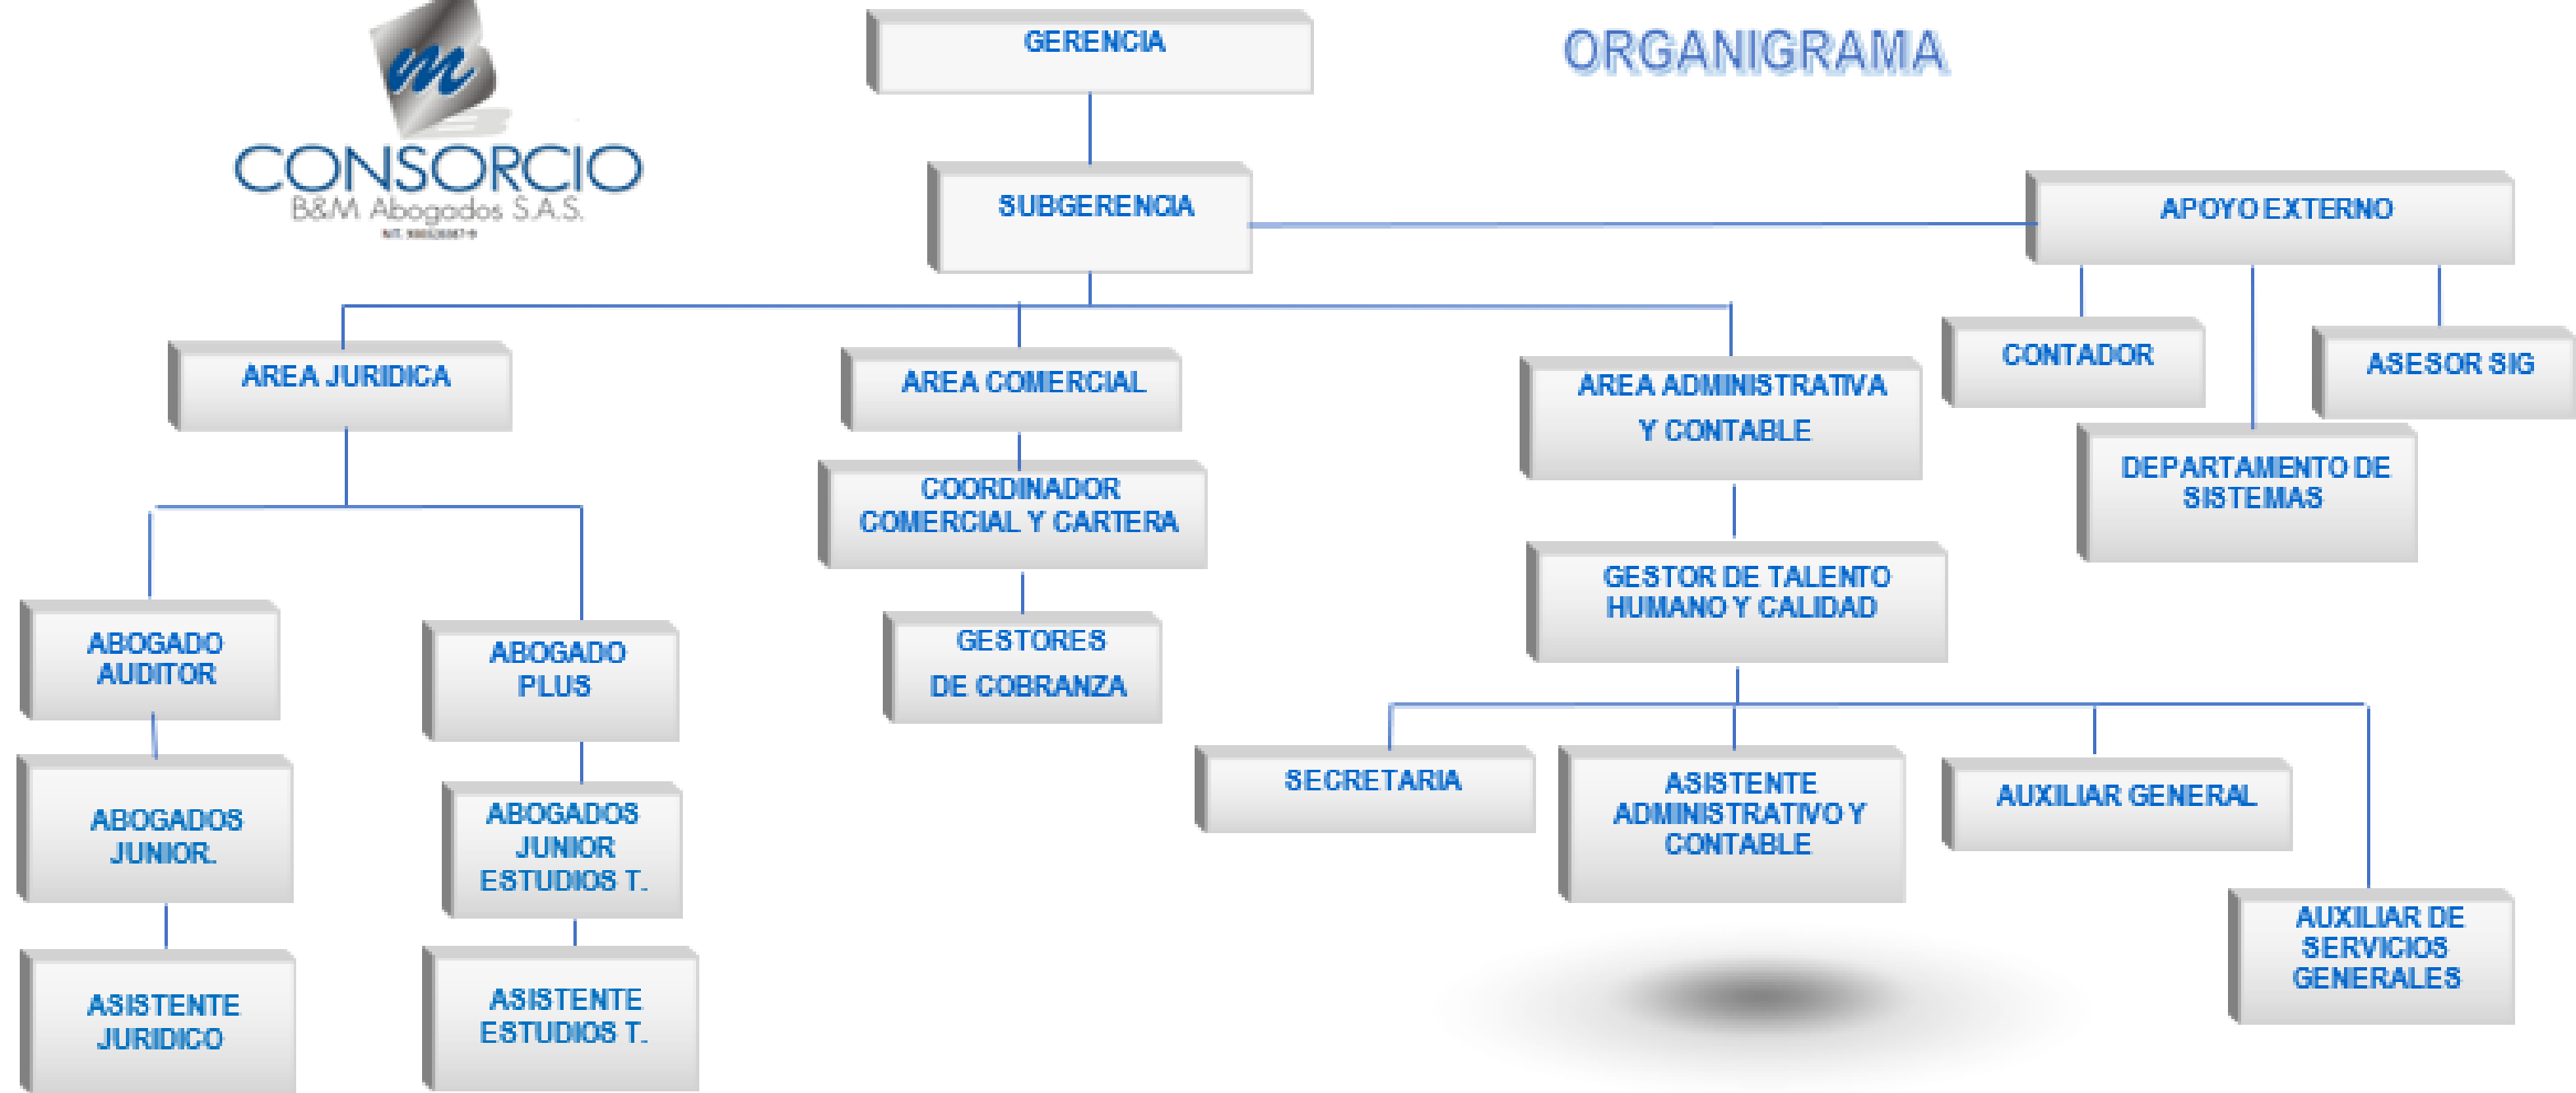 GERENCIA
ORGANIGRAMA
m
CONSORCIO
B&M Abogados S.A.S.
NIT.
SUBGERENCIA
APOYO EXTERNO
AREA JURIDICA
AREA COMERCIAL
AREA ADMINISTRATIVA
Y CONTABLE
CONTADOR
ASESOR SIG
DEPARTAMENTO DE
SISTEMAS
COORDINADOR
COMERCIAL Y CARTERA
GESTOR DE TALENTO
HUMANO Y CALIDAD
ABOGADO
AUDITOR
ABOGADO
PLUS
GESTORES
DE COBRANZA
SECRETARIA
ASISTENTE
ADMINISTRATIVO Y
CONTABLE
AUXILIAR GENERAL
ABOGADOS
JUNIOR.
ABOGADOS
JUNIOR
ESTUDIOS T.
AUXILIAR DE
SERVICIOS
GENERALES
ASISTENTE
JURIDICO
ASISTENTE
ESTUDIOS T.